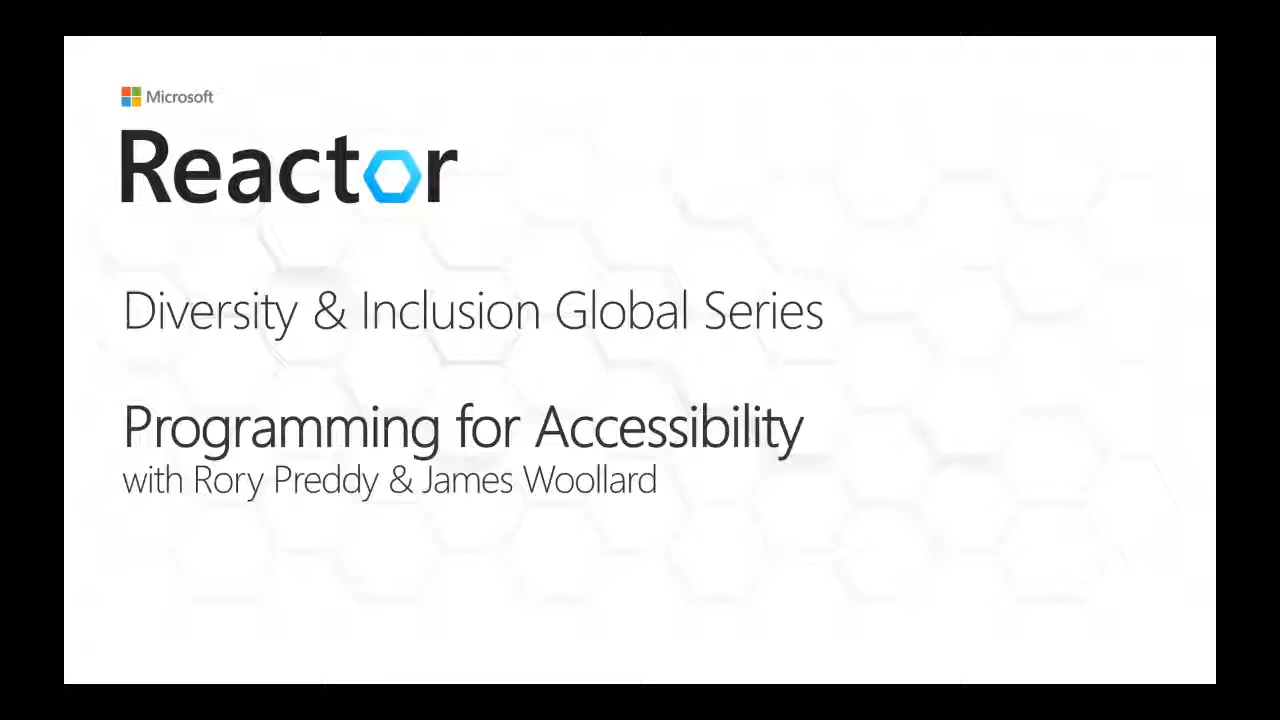 Microsoft
Reactor
Diversity & Inclusion Global Series
Programming for Accessibility
with Rory Preddy & James Woollard